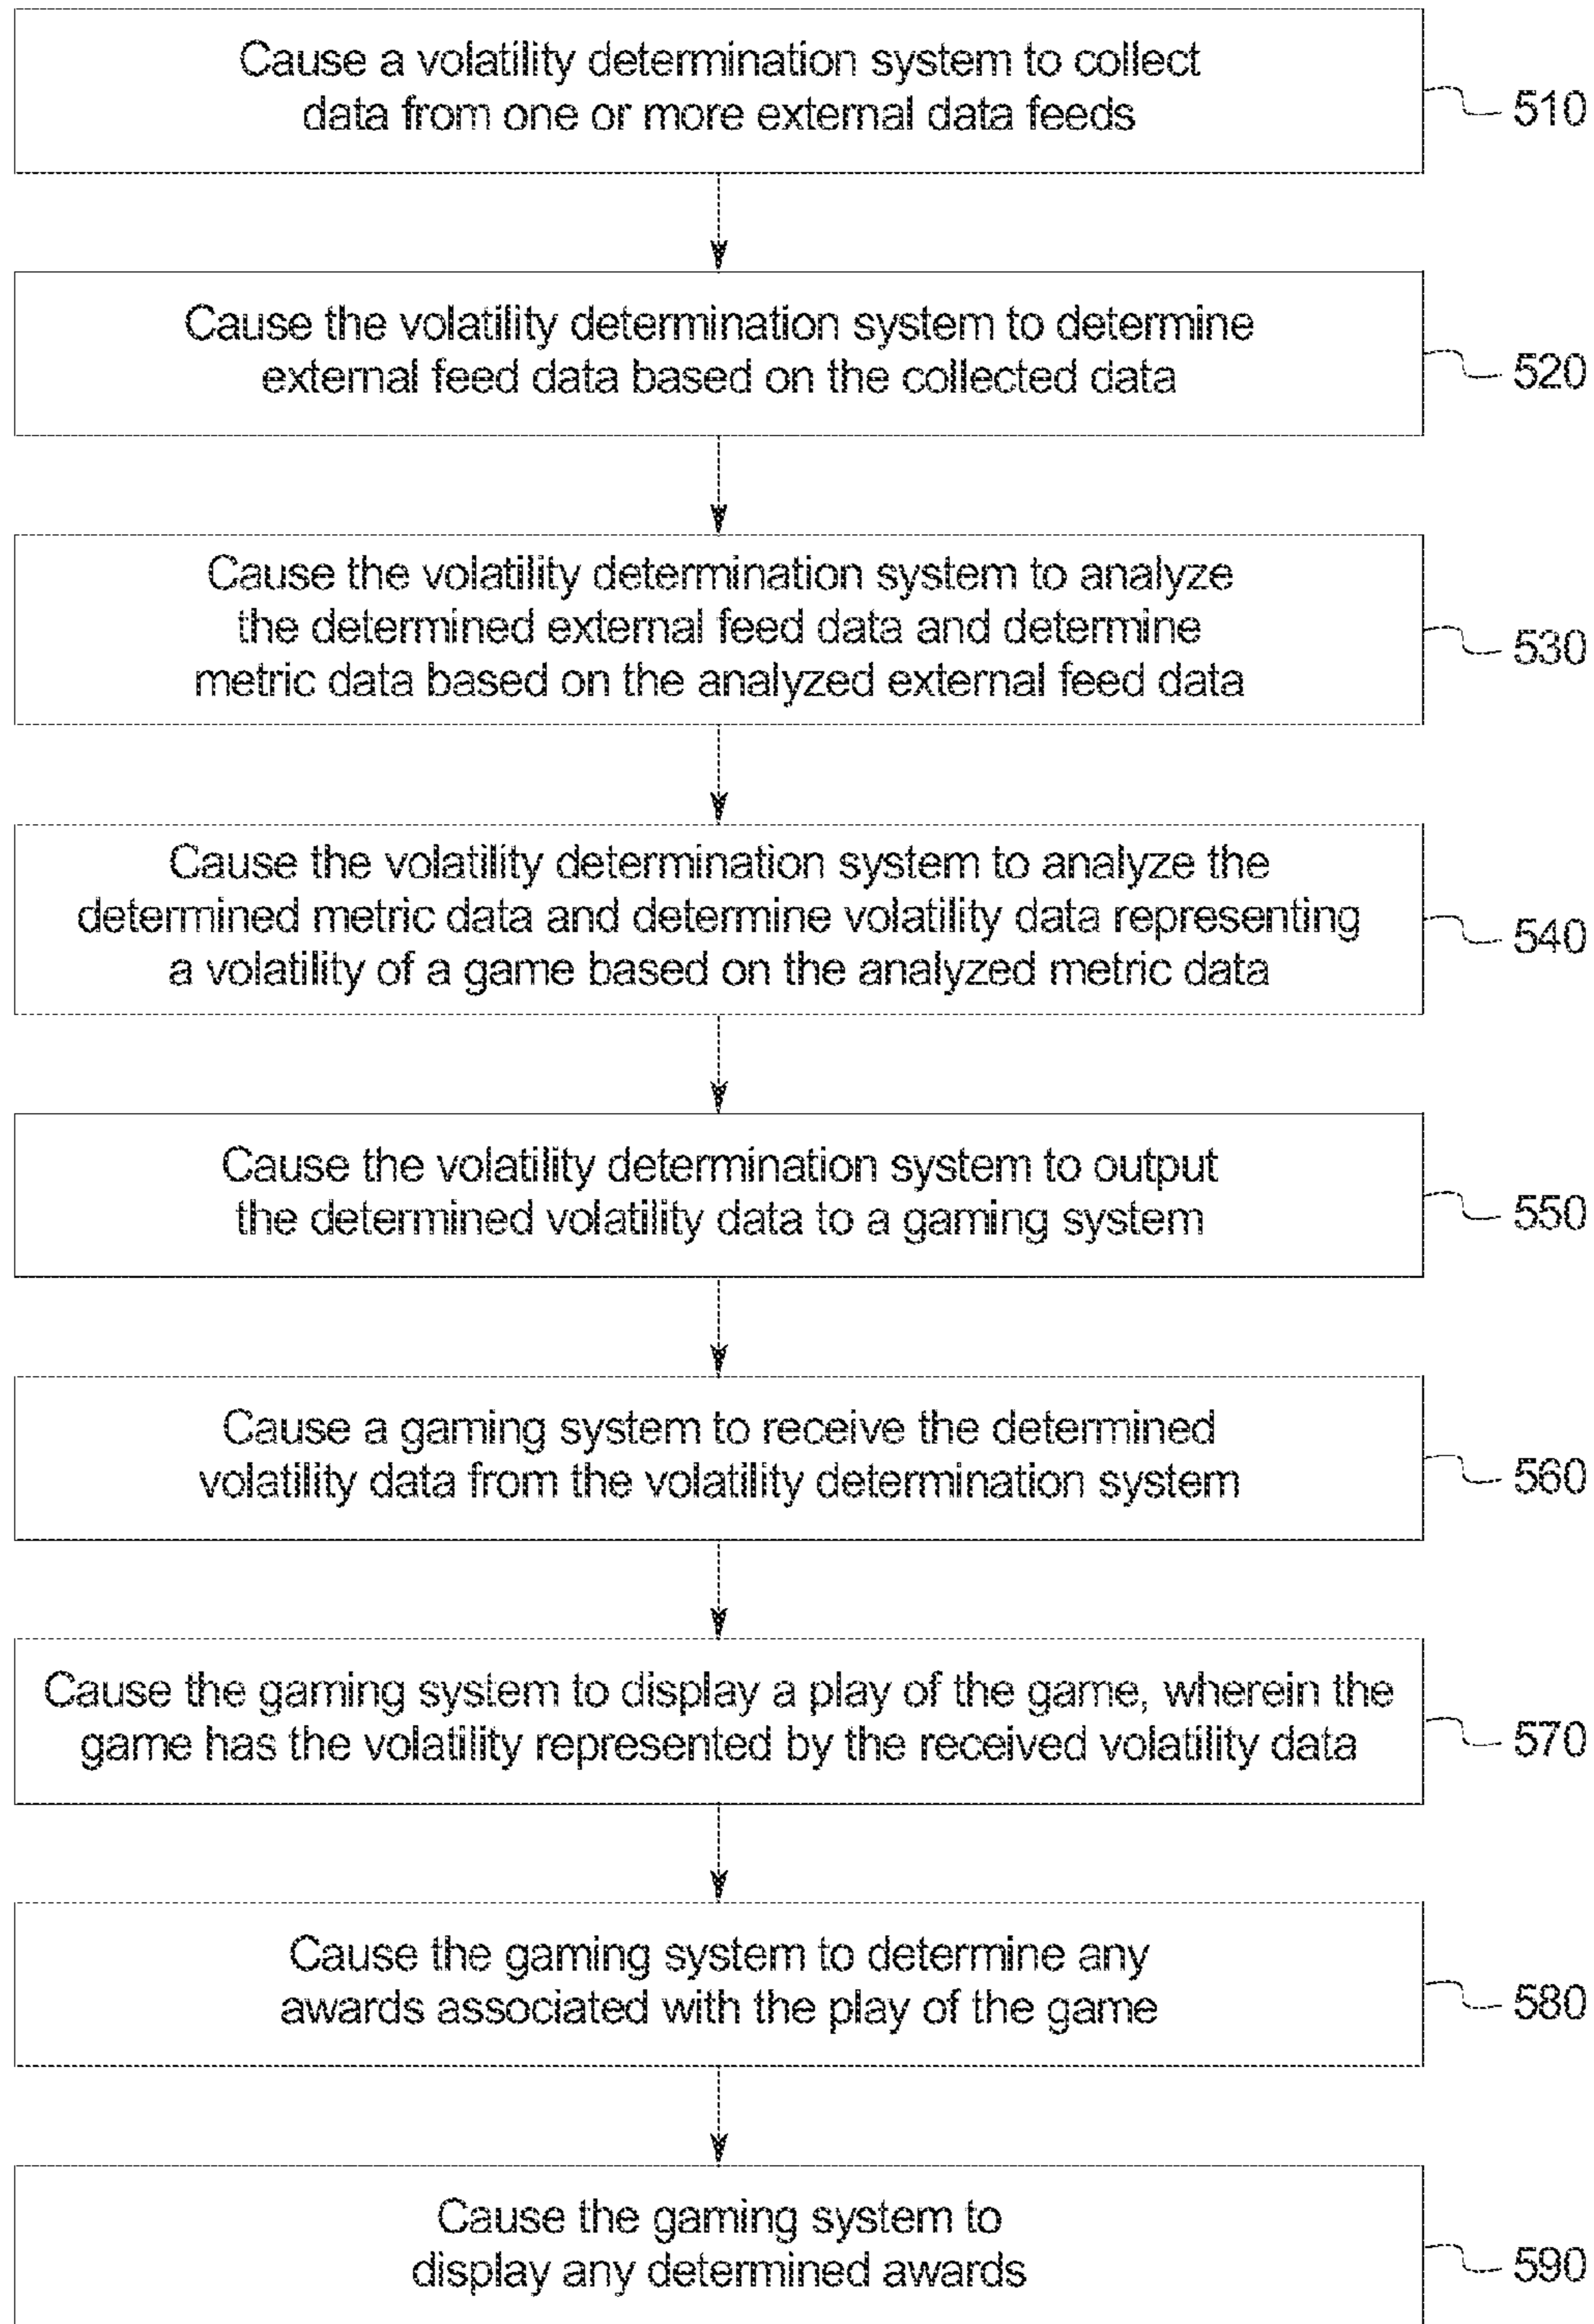 Cause a volatility determination system to collect
data from one or more external data feeds
510
Cause the volatility determination system to determine
external feed data based on the collected data
520
Cause the volatility determination system to analyze
the determined external feed data and determine
metric data based on the analyzed external feed data
530
Cause the volatility determination system to analyze the
determined metric data and determine volatility data representing
a volatility of a game based on the analyzed metric data
540
Cause the volatility determination system to output
the determined volatility data to a gaming system
550
Cause a gaming system to receive the determined
volatility data from the volatility determination system
560
Cause the gaming system to display a play of the game, wherein the
game has the volatility represented by the received volatility data
570
Cause the gaming system to determine any
awards associated with the play of the game
580
Cause the gaming system to
display any determined awards
590